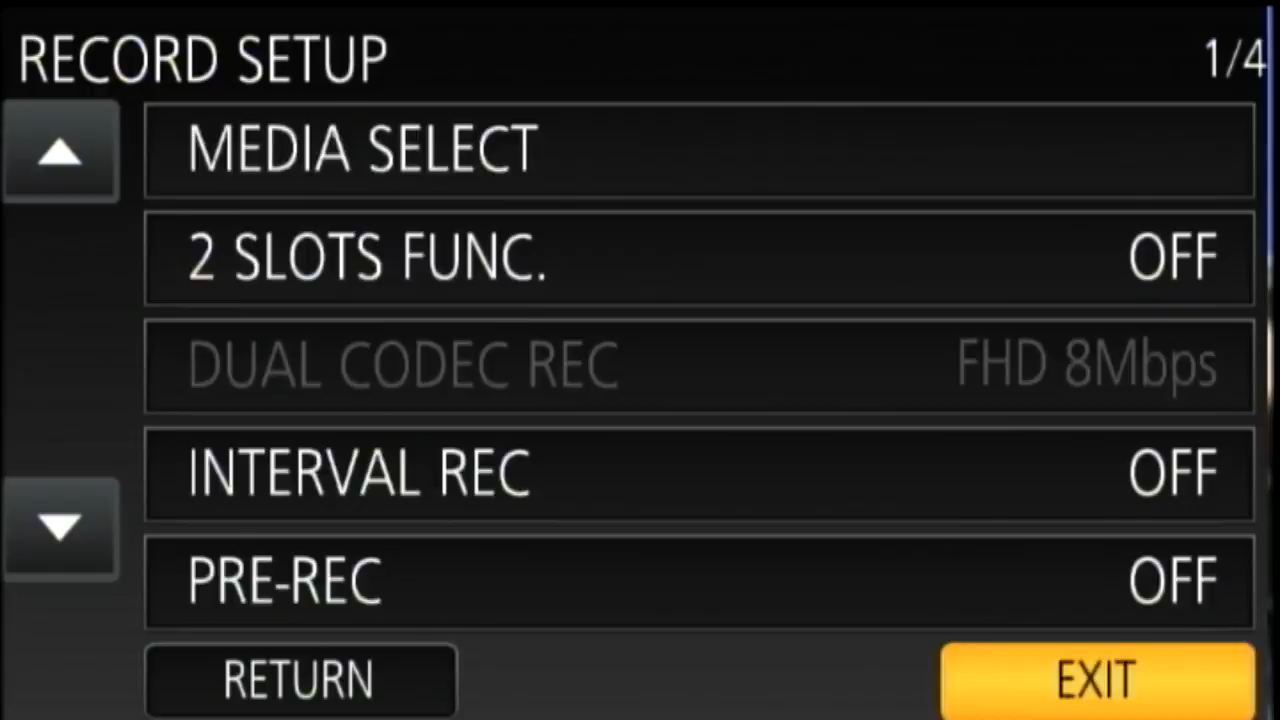 RECORD SETUP 1/4
MEDIA SELECT
2 SLOTS FUNC. OFF
DUAL CODEC REC FHD 8Mbps
INTERVAL REC OFF
PRE-REC OFF
RETURN EXIT